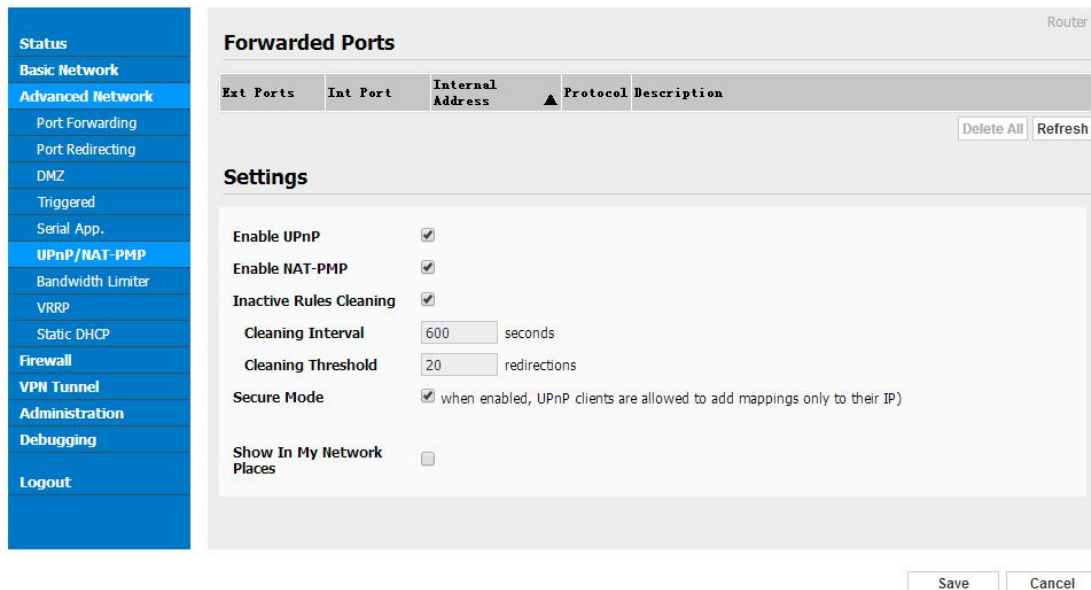 Router
Status
Basic Network
Advanced Network
Port Forwarding
Port Redirecting
DMZ
Triggered
Serial App.
UPnP/NAT-PMP
Bandwidth Limiter
VRRP
Static DHCP
Firewall
VPN Tunnel
Administration
Debugging
Logout
Forwarded Ports
Ext Ports Int Port Internal Address ▲ Protocol Description
Delete All Refresh
Settings
Enable UPnP
Enable NAT-PMP
Inactive Rules Cleaning
Cleaning Interval 600 seconds
Cleaning Threshold 20 redirections
Secure Mode when enabled, UPnP clients are allowed to add mappings only to their IP)
Show In My Network
Places
Save Cancel